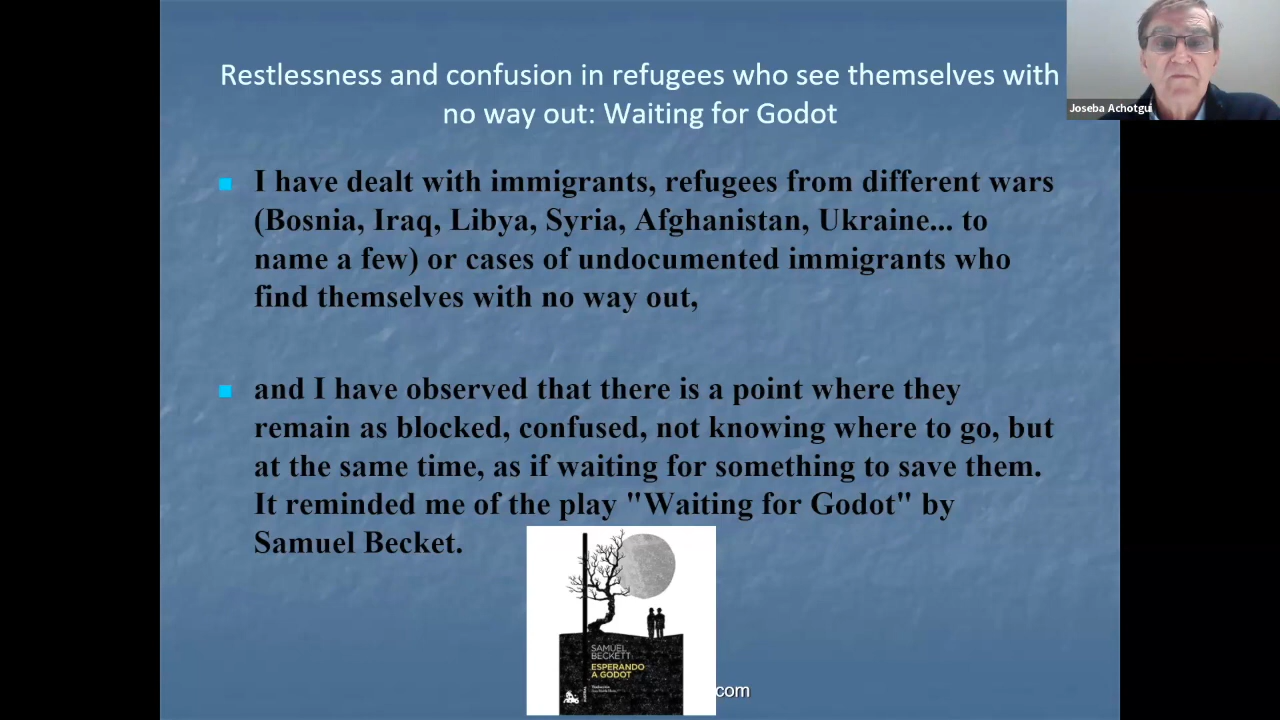 Restlessness and confusion in refugees who see themselves with
no way out: Waiting for Godot
Joseba Achotgui
I have dealt with immigrants, refugees from different wars
(Bosnia, Iraq, Libya, Syria, Afghanistan, Ukraine... to
name a few) or cases of undocumented immigrants who
find themselves with no way out,
and I have observed that there is a point where they
remain as blocked, confused, not knowing where to go, but
at the same time, as if waiting for something to save them.
It reminded me of the play "Waiting for Godot" by
Samuel Becket.
SAMUEL
BECKETT
ESPERANDO
A GODOT
com